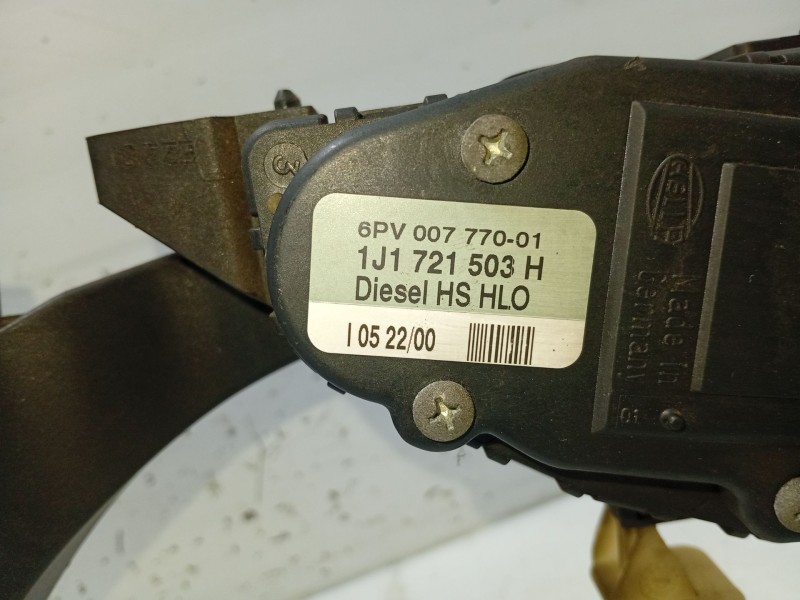 6PV 007 770-01
1J1 721 503 H
Diesel HS HLO
I 05 22/00
HELLA
Made In
Germany